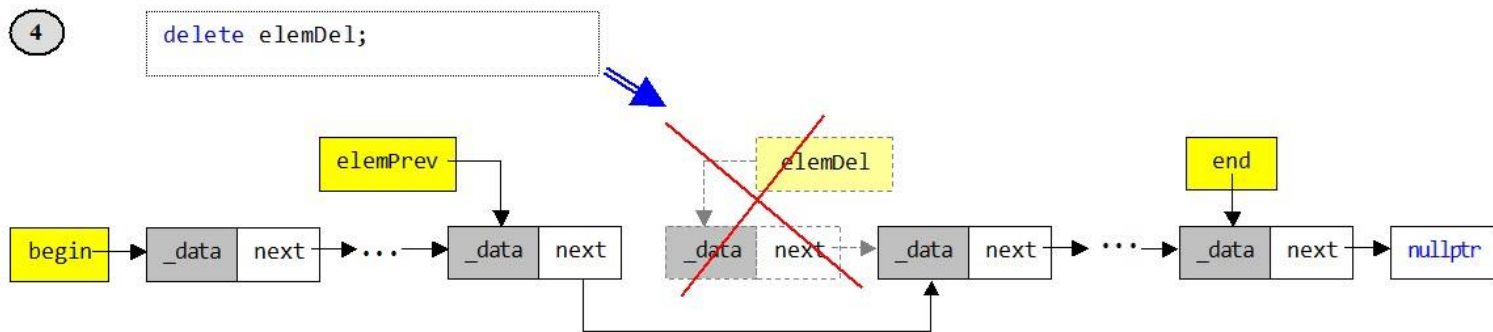 4
delete elemDel;
elemPrev
elemDel
end
begin
_data next
...
_data next
_data next
_data next
...
_data next
nullptr